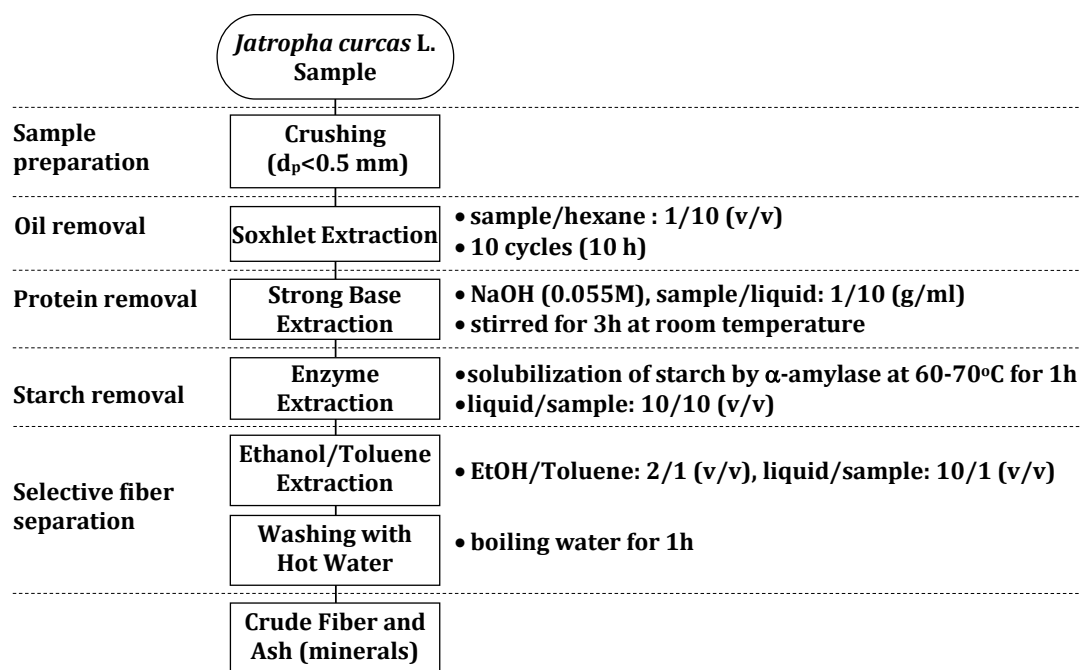 Jatropha curcas L.
Sample
Sample
preparation
Crushing
(dp<0.5 mm)
Oil removal
Soxhlet Extraction
• sample/hexane : 1/10 (v/v)
• 10 cycles (10 h)
Protein removal
Strong Base
Extraction
• NaOH (0.055M), sample/liquid: 1/10 (g/ml)
• stirred for 3h at room temperature
Starch removal
Enzyme
Extraction
•solubilization of starch by α-amylase at 60-70ºC for 1h
•liquid/sample: 10/10 (v/v)
Selective fiber
separation
Ethanol/Toluene
Extraction
• EtOH/Toluene: 2/1 (v/v), liquid/sample: 10/1 (v/v)
Washing with
Hot Water
• boiling water for 1h
Crude Fiber and
Ash (minerals)